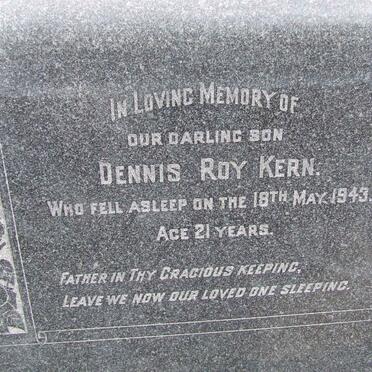 IN LOVING MEMORY OF
OUR DARLING SON
DENNIS ROY KERN.
WHO FELL ASLEEP ON THE 18TH MAY, 1943.
AGE 21 YEARS.
FATHER IN THY GRACIOUS KEEPING,
LEAVE WE NOW OUR LOVED ONE SLEEPING.